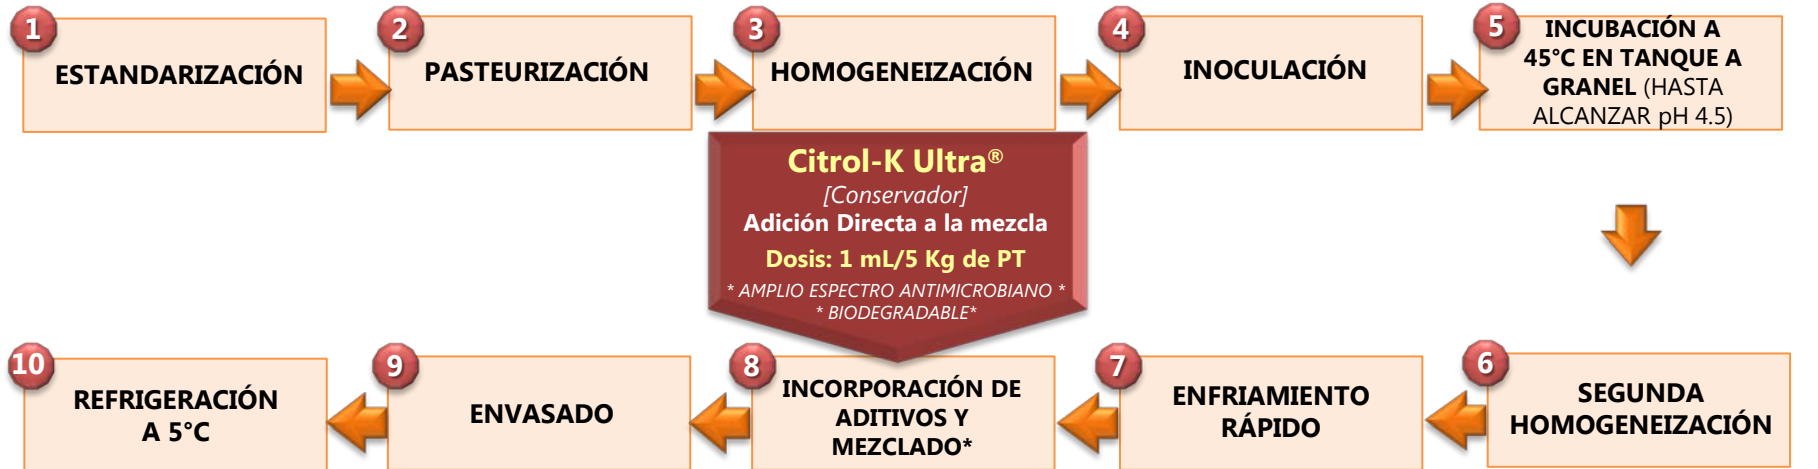 1
ESTANDARIZACIÓN
2
PASTEURIZACIÓN
3
HOMOGENEIZACIÓN
4
INOCULACIÓN
5
INCUBACIÓN A
45°C EN TANQUE A
GRANEL (HASTA
ALCANZAR pH 4.5)
Citrol-K Ultra®
[Conservador]
Adición Directa a la mezcla
Dosis: 1 mL/5 Kg de PT
* AMPLIO ESPECTRO ANTIMICROBIANO *
* BIODEGRADABLE*
6
SEGUNDA
HOMOGENEIZACIÓN
7
ENFRIAMIENTO
RÁPIDO
8
INCORPORACIÓN DE
ADITIVOS Y
MEZCLADO*
9
ENVASADO
10
REFRIGERACIÓN
A 5°C